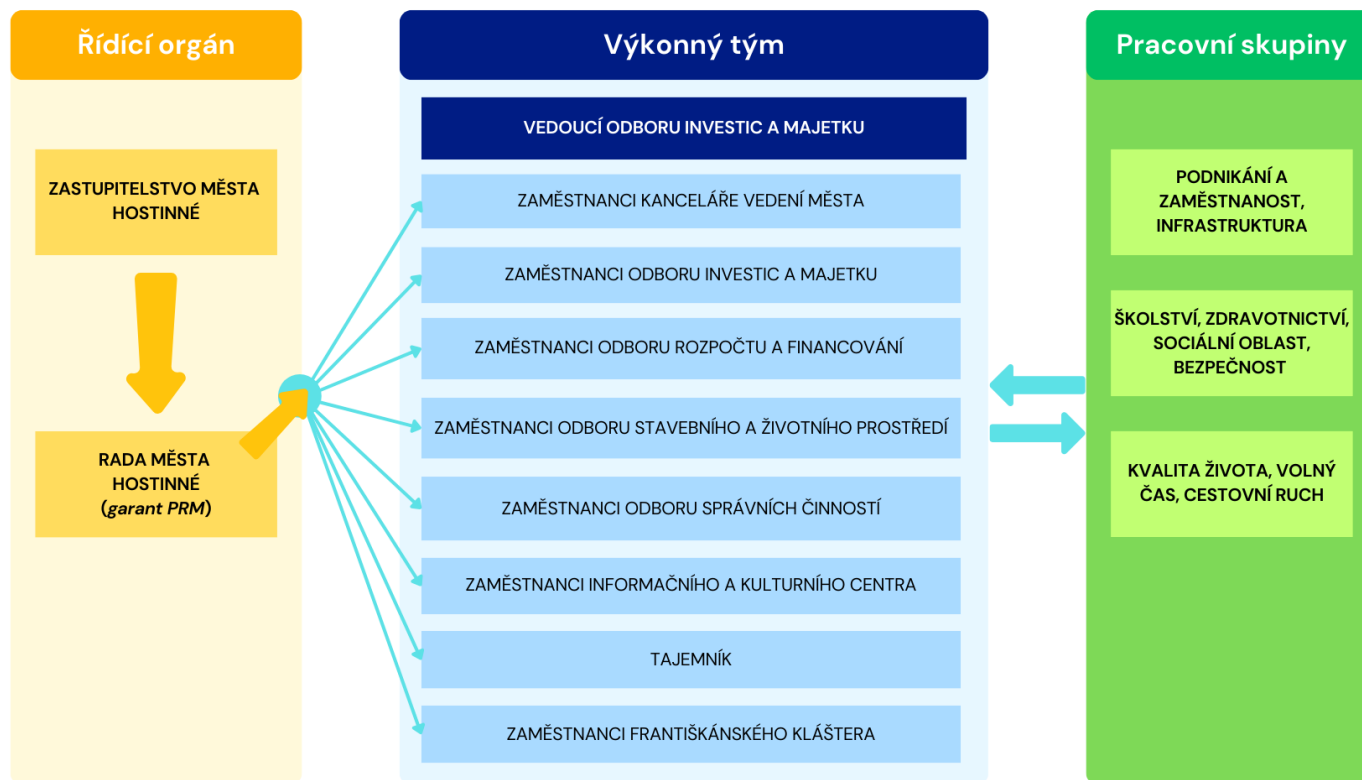 Řídící orgán
ZASTUPITELSTVO MĚSTA
HOSTINNÉ
RADA MĚSTA
HOSTINNÉ
(garant PRM)
Výkonný tým
VEDOUCÍ ODBORU INVESTIC A MAJETKU
ZAMĚSTNANCI KANCELÁŘE VEDENÍ MĚSTA
ZAMĚSTNANCI ODBORU INVESTIC A MAJETKU
ZAMĚSTNANCI ODBORU ROZPOČTU A FINANCOVÁNÍ
ZAMĚSTNANCI ODBORU STAVEBNÍHO A ŽIVOTNÍHO PROSTŘEDÍ
ZAMĚSTNANCI ODBORU SPRÁVNÍCH ČINNOSTÍ
ZAMĚSTNANCI INFORMAČNÍHO A KULTURNÍHO CENTRA
TAJEMNÍK
ZAMĚSTNANCI FRANTIŠKÁNSKÉHO KLÁŠTERA
Pracovní skupiny
PODNIKÁNÍ A
ZAMĚSTNANOST,
INFRASTRUKTURA
ŠKOLSTVÍ, ZDRAVOTNICTVÍ,
SOCIÁLNÍ OBLAST,
BEZPEČNOST
KVALITA ŽIVOTA, VOLNÝ
ČAS, CESTOVNÍ RUCH